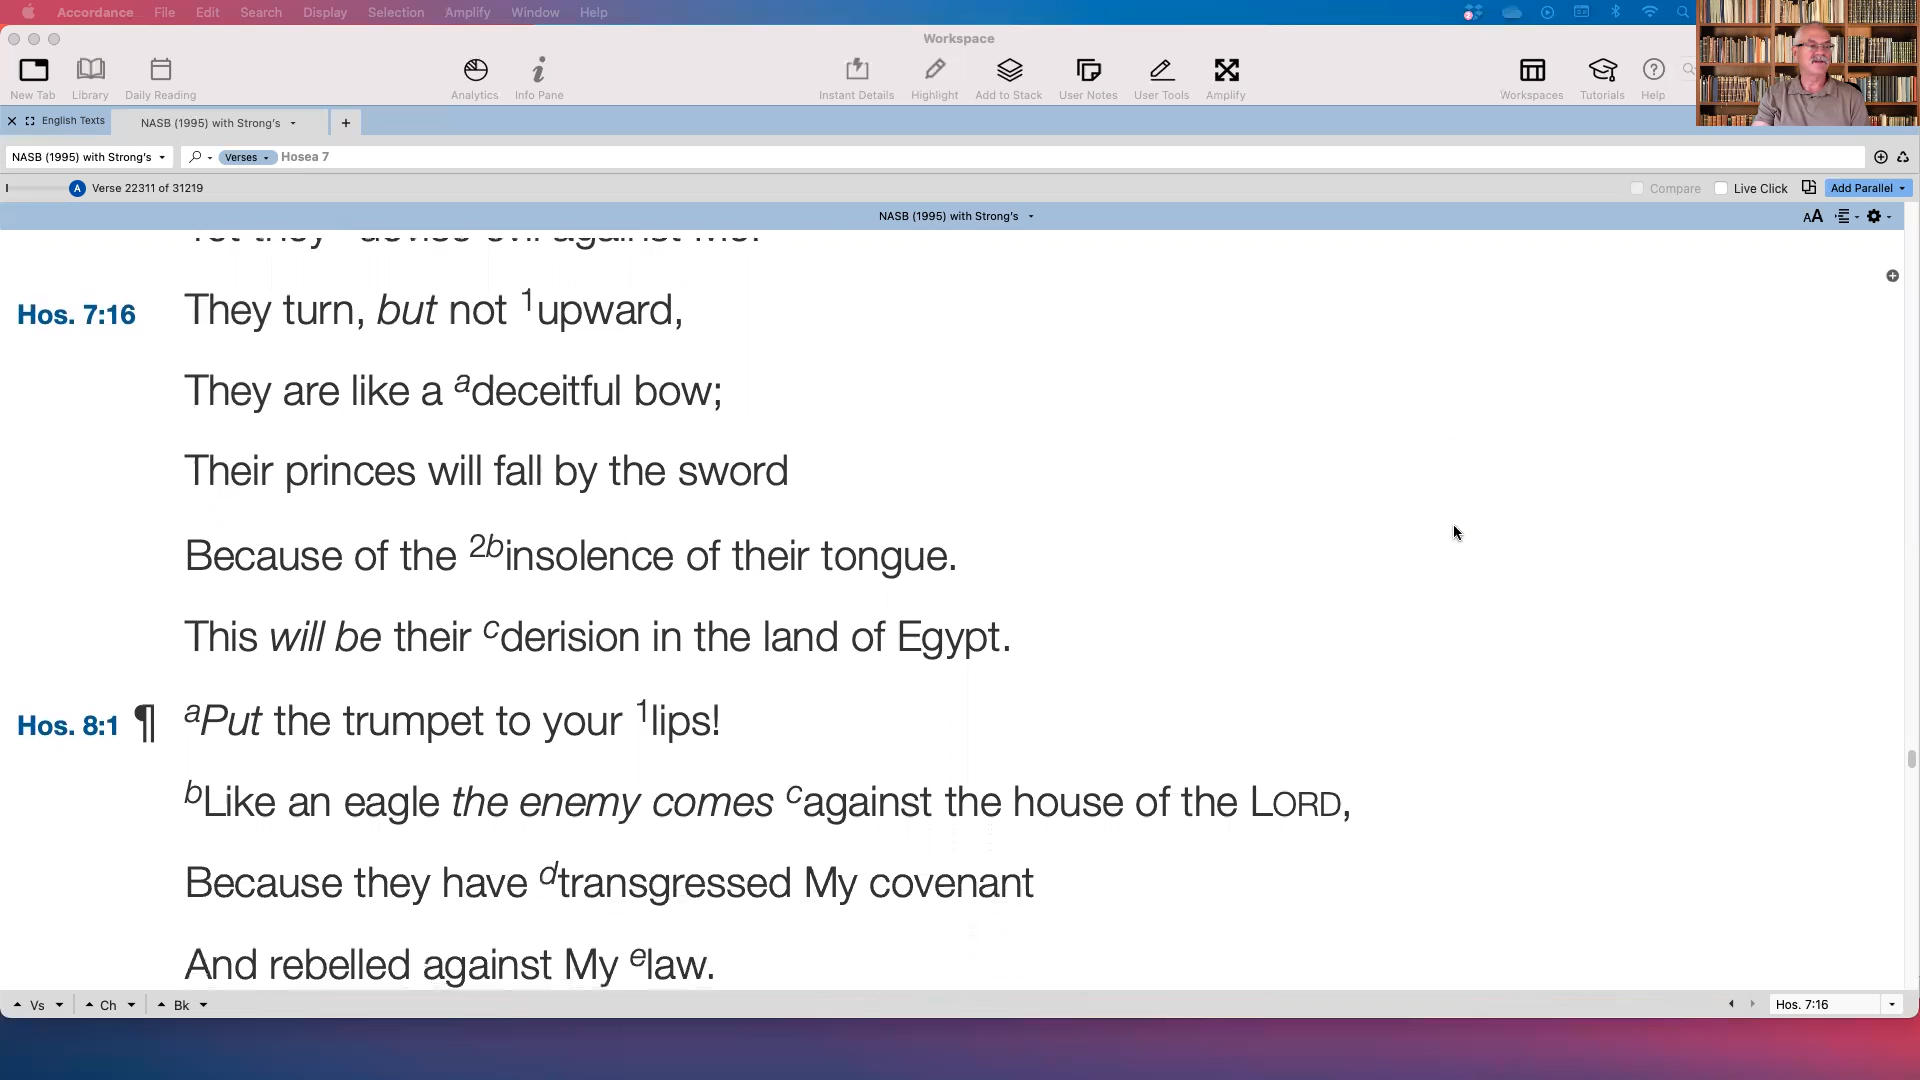 Accordance File Edit Search Display Selection Amplify Window Help
Workspace
New Tab Library Daily Reading Analytics Info Pane Instant Details Highlight Add to Stack User Notes User Tools Amplify Workspaces Tutorials Help
English Texts NASB (1995) with Strong's +
NASB (1995) with Strong's Verses Hosea 7
A Verse 22311 of 31219 Compare Live Click Add Parallel
NASB (1995) with Strong's AA
Hos. 7:16 They turn, but not 1upward,
They are like a adeceitful bow;
Their princes will fall by the sword
Because of the 2binsolence of their tongue.
This will be their cderision in the land of Egypt.
Hos. 8:1 ¶ aPut the trumpet to your 1lips!
bLike an eagle the enemy comes cagainst the house of the LORD,
Because they have dtransgressed My covenant
And rebelled against My elaw.
Vs Ch Bk Hos. 7:16